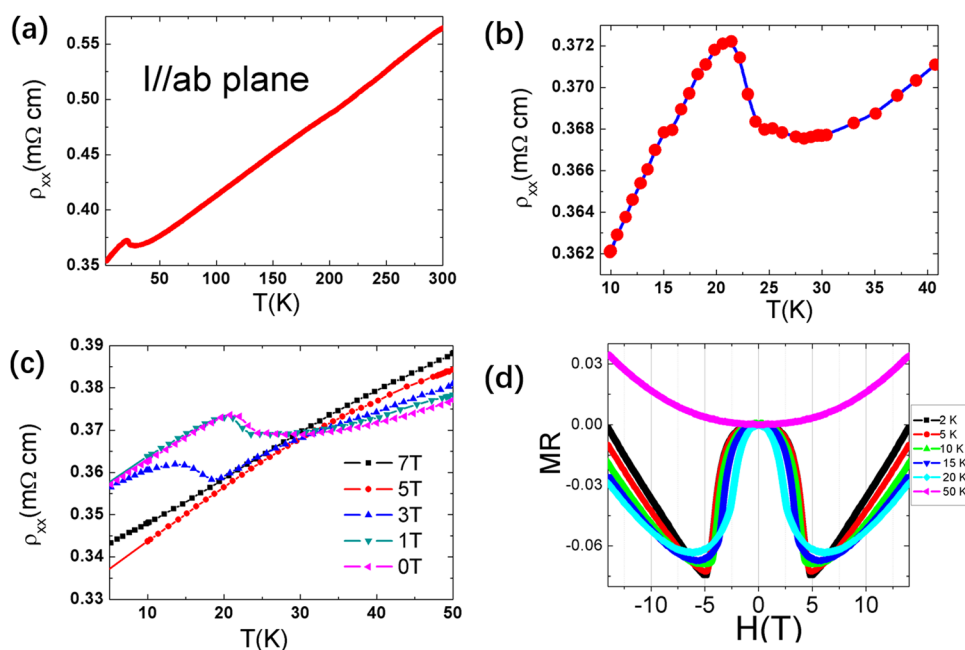 (a)
I//ab plane
ρxx(mΩ cm)
0.55
0.50
0.45
0.40
0.35
50 100 150 200 250 300
T(K)
(b)
ρxx(mΩ cm)
0.372
0.370
0.368
0.366
0.364
0.362
10 15 20 25 30 35 40
T(K)
(c)
ρxx(mΩ cm)
0.39
0.38
0.37
0.36
0.35
0.34
0.33
7T
5T
3T
1T
0T
10 20 30 40 50
T(K)
(d)
MR
0.03
0.00
-0.03
-0.06
2 K
5 K
10 K
15 K
20 K
50 K
-10 -5 0 5 10
H(T)